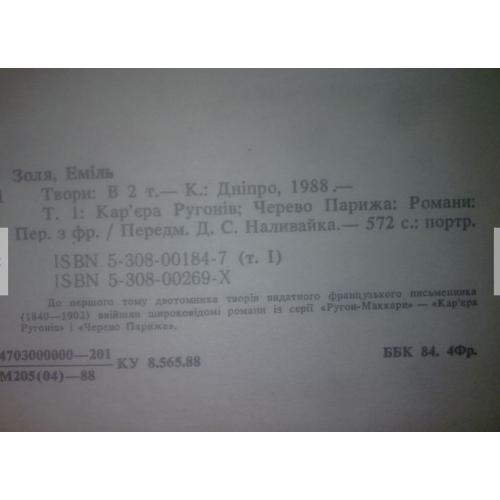 Золя, Еміль
1 Твори: В 2 т.— К.: Дніпро, 1988.—
Т. 1: Кар'єра Ругонів; Черево Парижа: Романи:
Пер. з фр. / Передм. Д. С. Наливайка.— 572 с.: портр.
ISBN 5-308-00184-7 (т. I)
ISBN 5-308-00269-X
До першого тому двотомника творів видатного французького письменника
(1840—1902) ввійшли широковідомі романи із серії «Ругон-Маккари» — «Кар'єра
Ругонів» і «Черево Парижа».
4703000000—201
М205(04)—88
КУ 8.565.88
ББК 84. 4Фр.